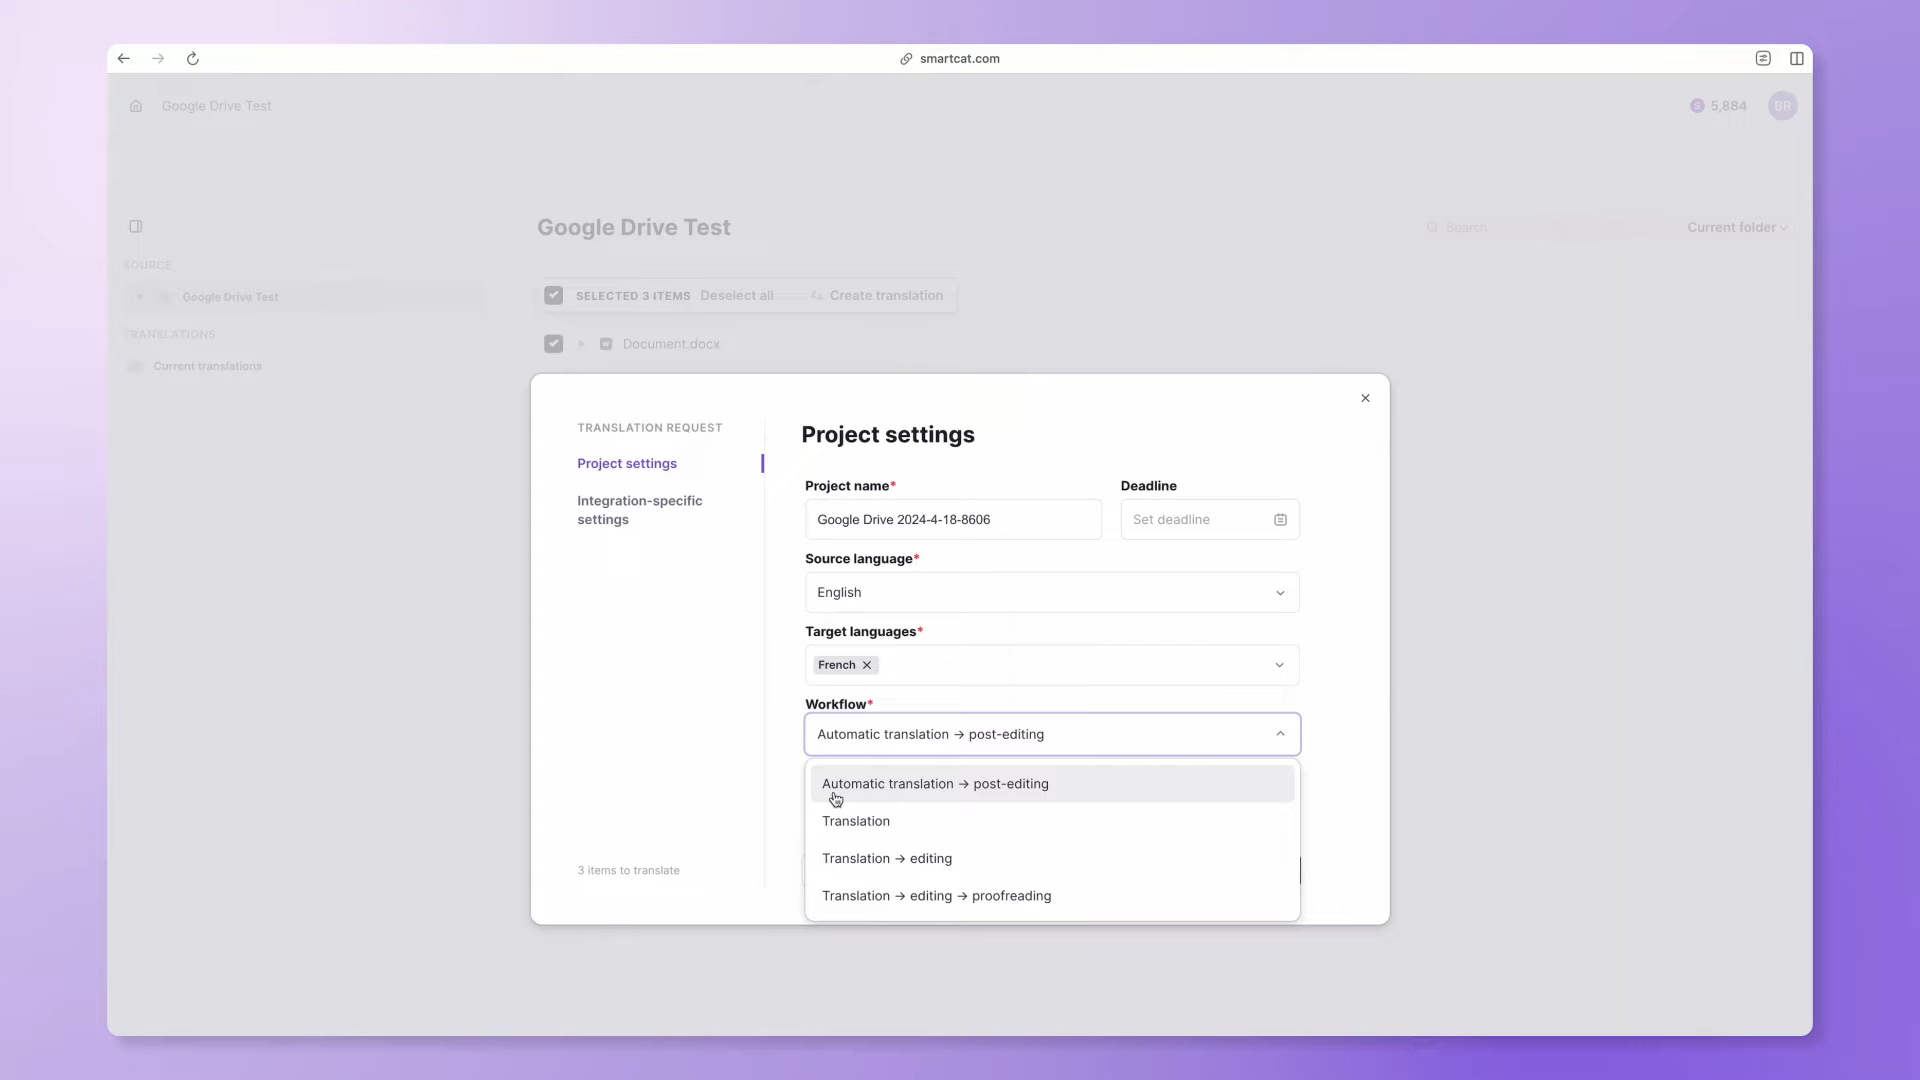 smartcat.com
Google Drive Test
5,884
BR
Google Drive Test
Search
Current folder
SOURCE
Google Drive Test
SELECTED 3 ITEMS Deselect all Create translation
TRANSLATIONS
Document.docx
Current translations
TRANSLATION REQUEST
Project settings
Integration-specific
settings
3 items to translate
Project settings
Project name* Deadline
Google Drive 2024-4-18-8606 Set deadline
Source language*
English
Target languages*
French
Workflow*
Automatic translation → post-editing
Automatic translation → post-editing
Translation
Translation → editing
Translation → editing → proofreading